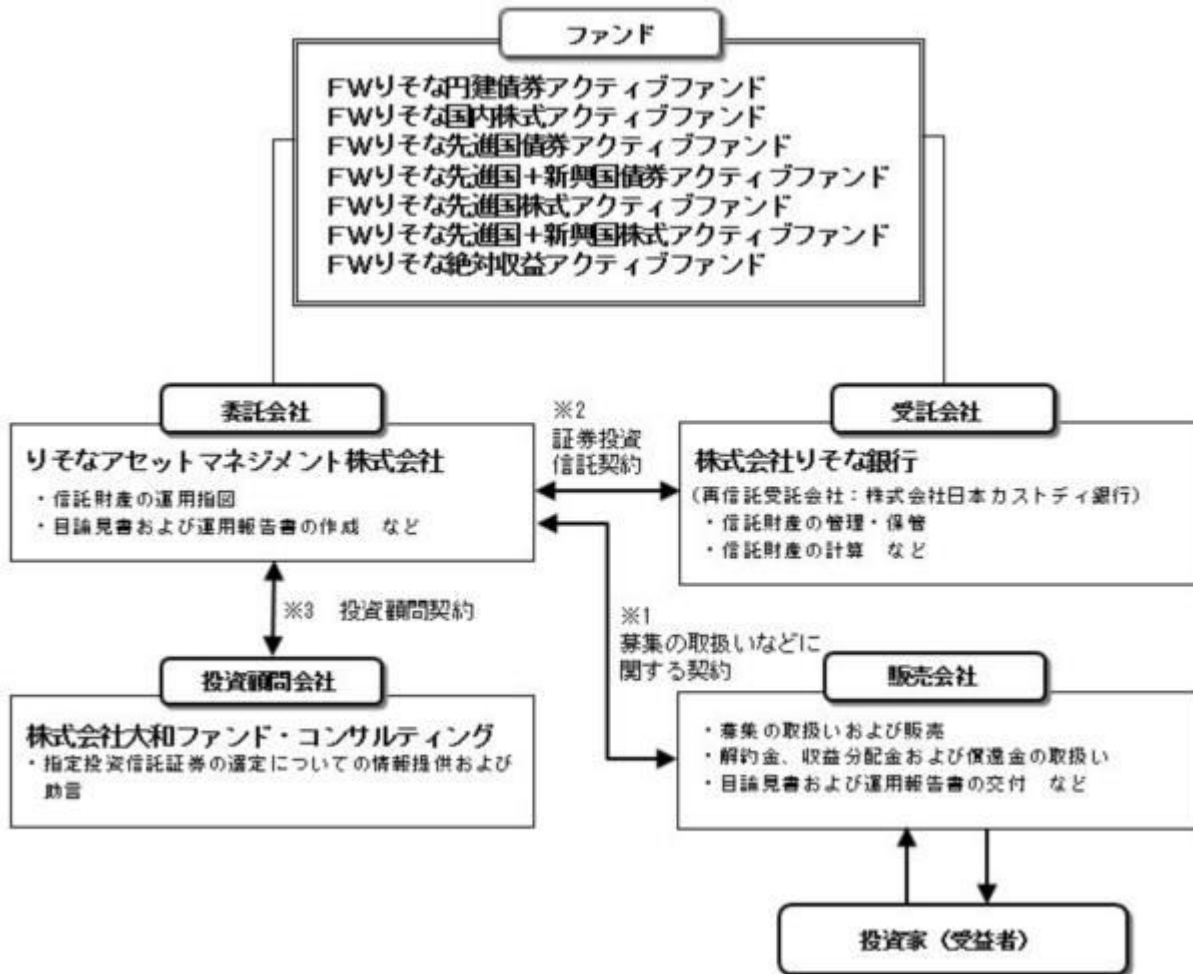 ファンド
FWりそな円建債券アクティブファンド
FWりそな国内株式アクティブファンド
FWりそな先進国債券アクティブファンド
FWりそな先進国+新興国債券アクティブファンド
FWりそな先進国株式アクティブファンド
FWりそな先進国+新興国株式アクティブファンド
FWりそな絶対収益アクティブファンド
委託会社
りそなアセットマネジメント株式会社
・信託財産の運用指図
・目論見書および運用報告書の作成 など
※2
証券投資
信託契約
受託会社
株式会社りそな銀行
(再信託受託会社:株式会社日本カストディ銀行)
・信託財産の管理・保管
・信託財産の計算 など
※3 投資顧問契約
※1
募集の取扱いなどに
関する契約
投資顧問会社
株式会社大和ファンド・コンサルティング
・指定投資信託証券の選定についての情報提供および
助言
販売会社
・募集の取扱いおよび販売
・解約金、収益分配金および償還金の取扱い
・目論見書および運用報告書の交付 など
投資家(受益者)